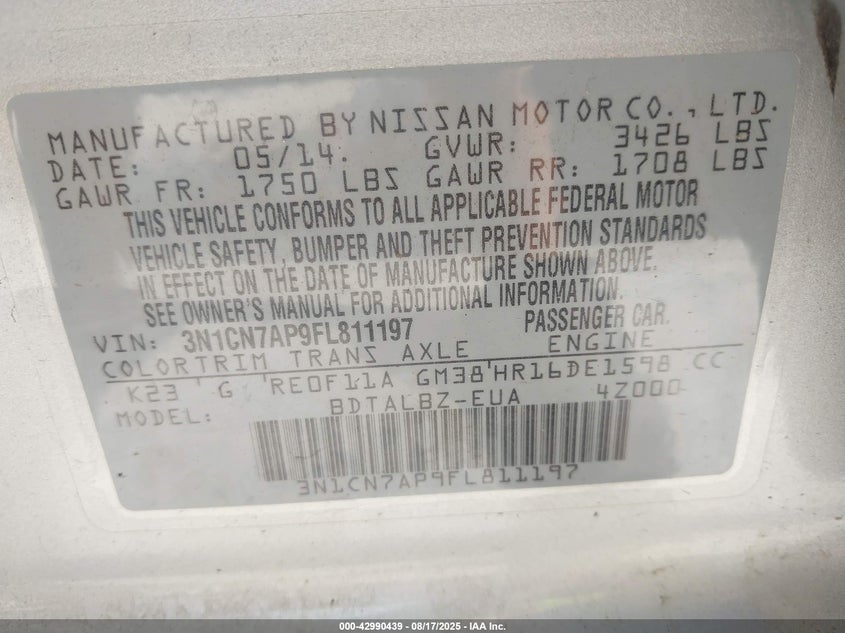 MANUFACTURED BY NISSAN MOTOR CO., LTD.
DATE: 05/14. GVWR: 3426 LBS
GAWR FR: 1750 LBS GAWR RR: 1708 LBS
THIS VEHICLE CONFORMS TO ALL APPLICABLE FEDERAL MOTOR
VEHICLE SAFETY, BUMPER AND THEFT PREVENTION STANDARDS
IN EFFECT ON THE DATE OF MANUFACTURE SHOWN ABOVE.
SEE OWNER'S MANUAL FOR ADDITIONAL INFORMATION.
VIN: 3N1CN7AP9FL811197 PASSENGER CAR.
COLOR TRIM TRANS AXLE ENGINE
K23 G RE0F11A GM38 HR16DE1598 CC
MODEL: BDTALBZ-EUA 4Z000
3N1CN7AP9FL811197
000-42990439 - 08/17/2025 - IAA Inc.